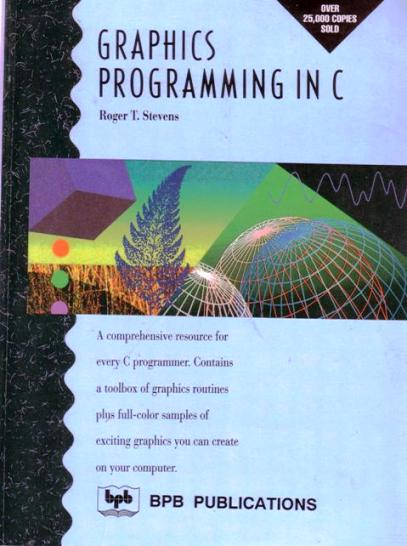 OVER
25,000 COPIES
SOLD
GRAPHICS
PROGRAMMING IN C
Roger T. Stevens
A comprehensive resource for
every C programmer. Contains
a toolbox of graphics routines
plus full-color samples of
exciting graphics you can create
on your computer.
bpb BPB PUBLICATIONS